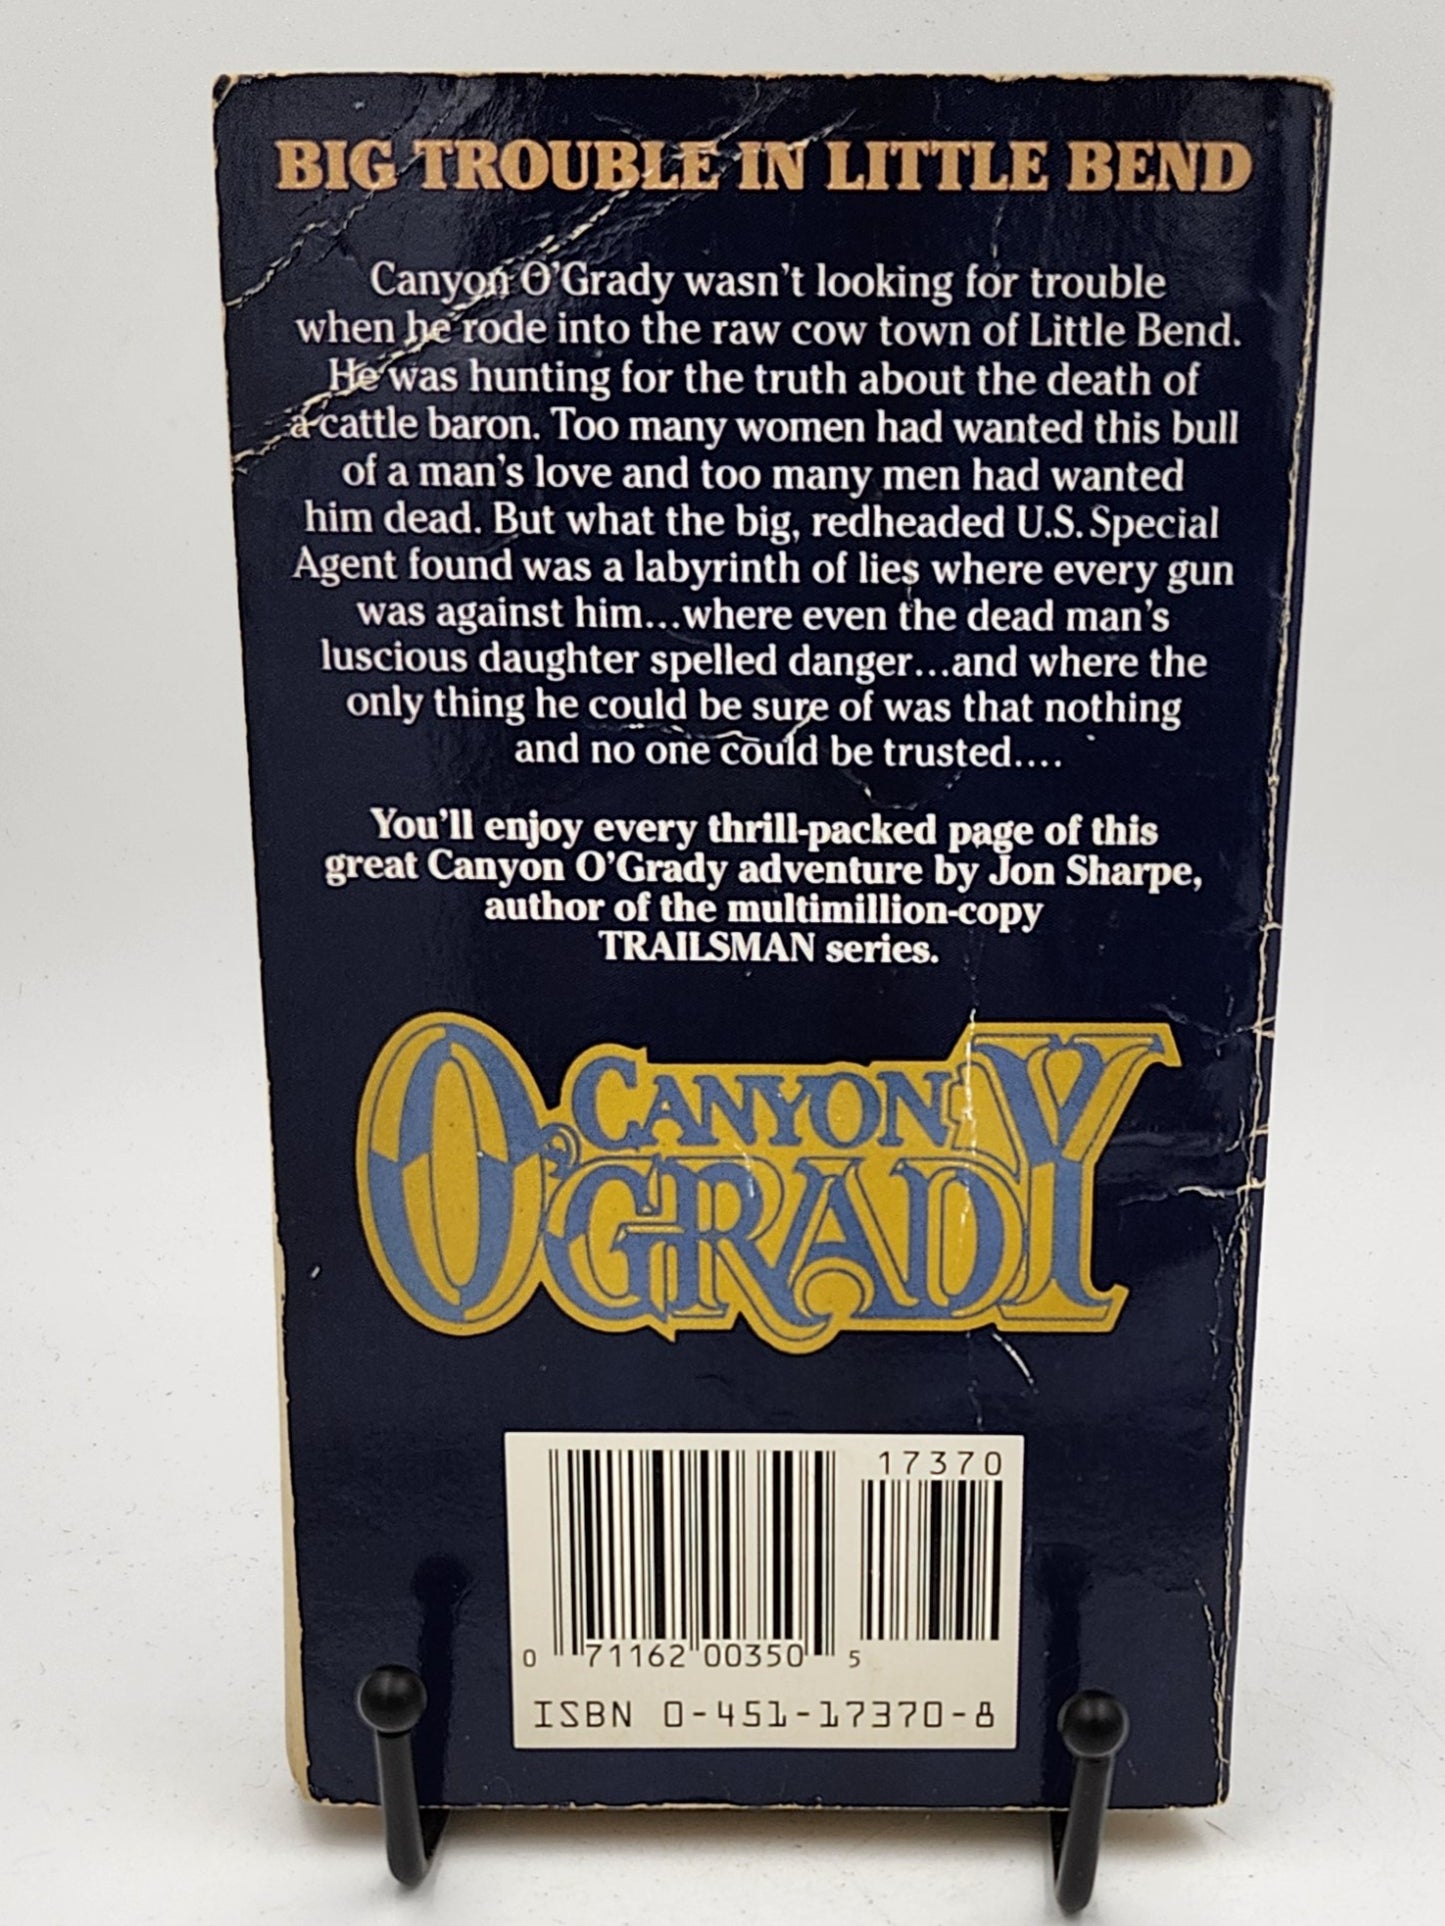 BIG TROUBLE IN LITTLE BEND
Canyon O'Grady wasn't looking for trouble
when he rode into the raw cow town of Little Bend.
He was hunting for the truth about the death of
a cattle baron. Too many women had wanted this bull
of a man's love and too many men had wanted
him dead. But what the big, redheaded U.S. Special
Agent found was a labyrinth of lies where every gun
was against him...where even the dead man's
luscious daughter spelled danger...and where the
only thing he could be sure of was that nothing
and no one could be trusted....
You'll enjoy every thrill-packed page of this
great Canyon O'Grady adventure by Jon Sharpe,
author of the multimillion-copy
TRAILSMAN series.
CANYON
O'GRADY
17370
0 71162 00350 5
ISBN 0-451-17370-8